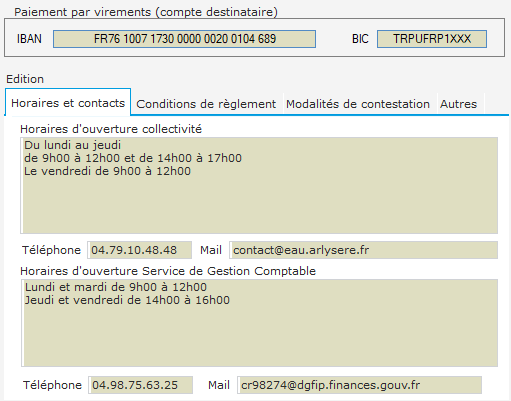 Paiement par virements (compte destinataire)
IBAN FR76 1007 1730 0000 0020 0104 689 BIC TRPUFRP1XXX
Edition
Horaires et contacts Conditions de règlement Modalités de contestation Autres
Horaires d'ouverture collectivité
Du lundi au jeudi
de 9h00 à 12h00 et de 14h00 à 17h00
Le vendredi de 9h00 à 12h00
Téléphone 04.79.10.48.48 Mail contact@eau.arlysere.fr
Horaires d'ouverture Service de Gestion Comptable
Lundi et mardi de 9h00 à 12h00
Jeudi et vendredi de 14h00 à 16h00
Téléphone 04.98.75.63.25 Mail cr98274@dgfip.finances.gouv.fr